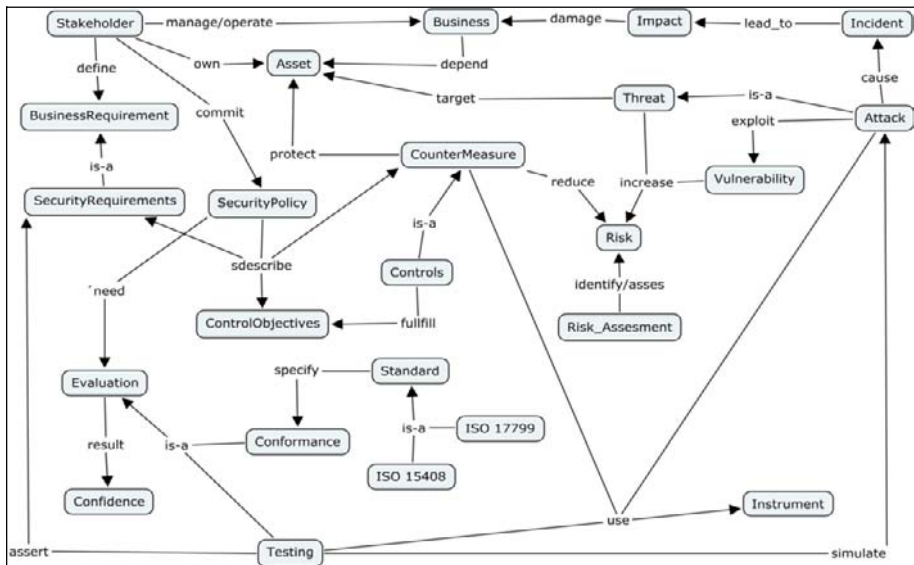 Stakeholder
manage/operate
Business
damage
Impact
lead_to
Incident
define
own
Asset
depend
cause
BusinessRequirement
commit
target
Threat
is-a
Attack
exploit
is-a
protect
CounterMeasure
SecurityRequirements
SecurityPolicy
reduce
increase
Vulnerability
is-a
Risk
sdescribe
Controls
´need
identify/asses
ControlObjectives
fullfill
Risk_Assesment
specify
Standard
Evaluation
result
is-a
Conformance
is-a
ISO 17799
ISO 15408
Confidence
Instrument
use
assert
Testing
simulate